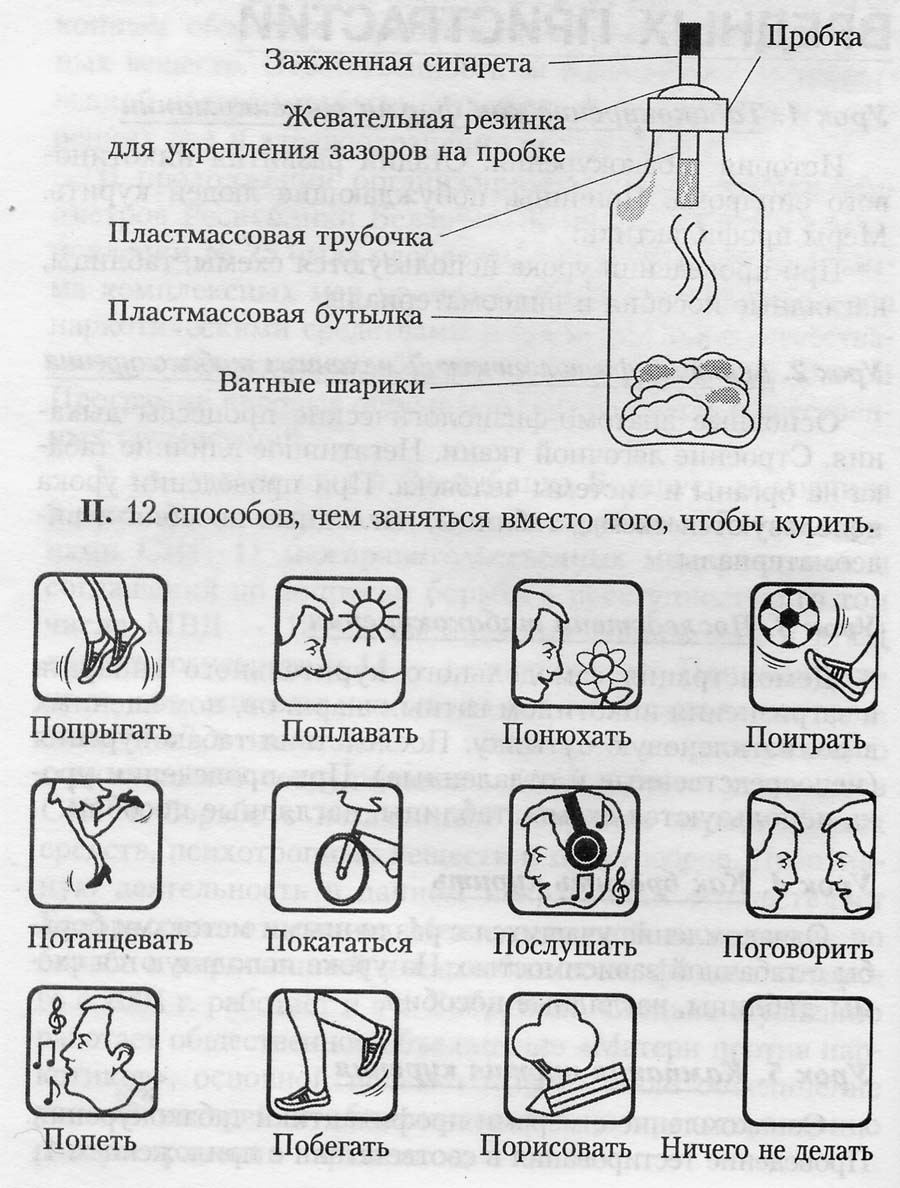 Зажженная сигарета
Пробка
Жевательная резинка
для укрепления зазоров на пробке
Пластмассовая трубочка
Пластмассовая бутылка
Ватные шарики
II. 12 способов, чем заняться вместо того, чтобы курить.
Попрыгать
Поплавать
Понюхать
Поиграть
Потанцевать
Покататься
Послушать
Поговорить
Попеть
Побегать
Порисовать
Ничего не делать